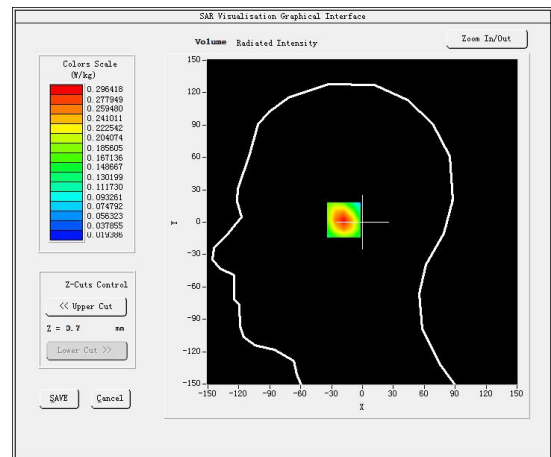 SAR Visualisation Graphical Interface
Volume Radiated Intensity
Zoom In/Out
Colors Scale
(W/kg)
0.296418
0.277949
0.259480
0.241011
0.222542
0.204074
0.185605
0.167136
0.148667
0.130199
0.111730
0.093261
0.074792
0.056323
0.037855
0.019386
Z-Cuts Control
<< Upper Cut
Z = 0.7 mm
Lower Cut >>
SAVE Cancel
150
120
90
60
30
0
-30
-60
-90
-120
-150
Y
-150 -120 -90 -60 -30 0 30 60 90 120 150
X